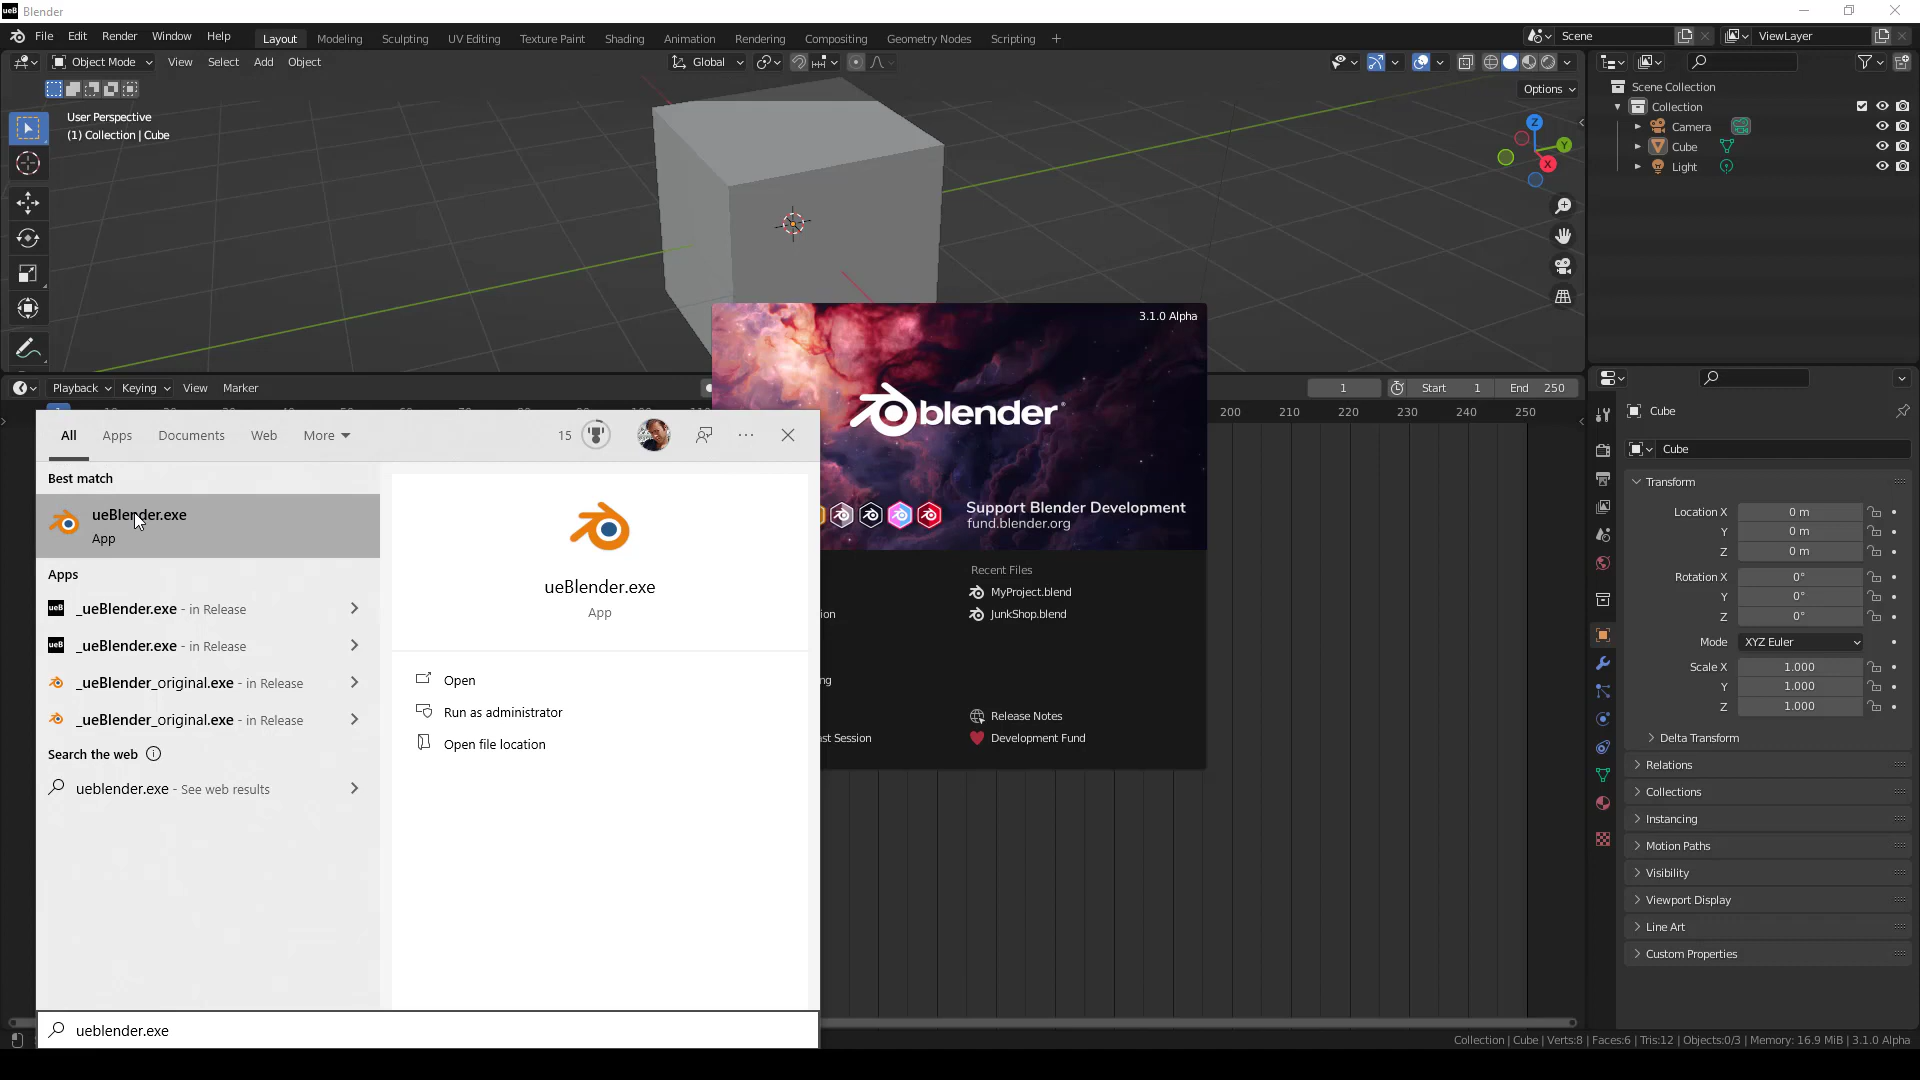 ueB Blender
File Edit Render Window Help Layout Modeling Sculpting UV Editing Texture Paint Shading Animation Rendering Compositing Geometry Nodes Scripting + Scene ViewLayer
Object Mode View Select Add Object Global
Options
User Perspective
(1) Collection | Cube
Z
Y
X
Scene Collection
Collection
Camera
Cube
Light
3.1.0 Alpha
blender
Support Blender Development
fund.blender.org
Playback Keying View Marker 1 Start 1 End 250
200 210 220 230 240 250
All Apps Documents Web More 15
Best match
ueBlender.exe
App
Apps
ueB _ueBlender.exe - in Release
ueB _ueBlender.exe - in Release
_ueBlender_original.exe - in Release
_ueBlender_original.exe - in Release
Search the web
ueblender.exe - See web results
ueBlender.exe
App
Open
Run as administrator
Open file location
ueblender.exe
Recent Files
MyProject.blend
JunkShop.blend
ion
ng
ast Session
Release Notes
Development Fund
Cube
Cube
Transform
Location X 0 m
Y 0 m
Z 0 m
Rotation X 0°
Y 0°
Z 0°
Mode XYZ Euler
Scale X 1.000
Y 1.000
Z 1.000
Delta Transform
Relations
Collections
Instancing
Motion Paths
Visibility
Viewport Display
Line Art
Custom Properties
Collection | Cube | Verts:8 | Faces:6 | Tris:12 | Objects:0/3 | Memory: 16.9 MiB | 3.1.0 Alpha